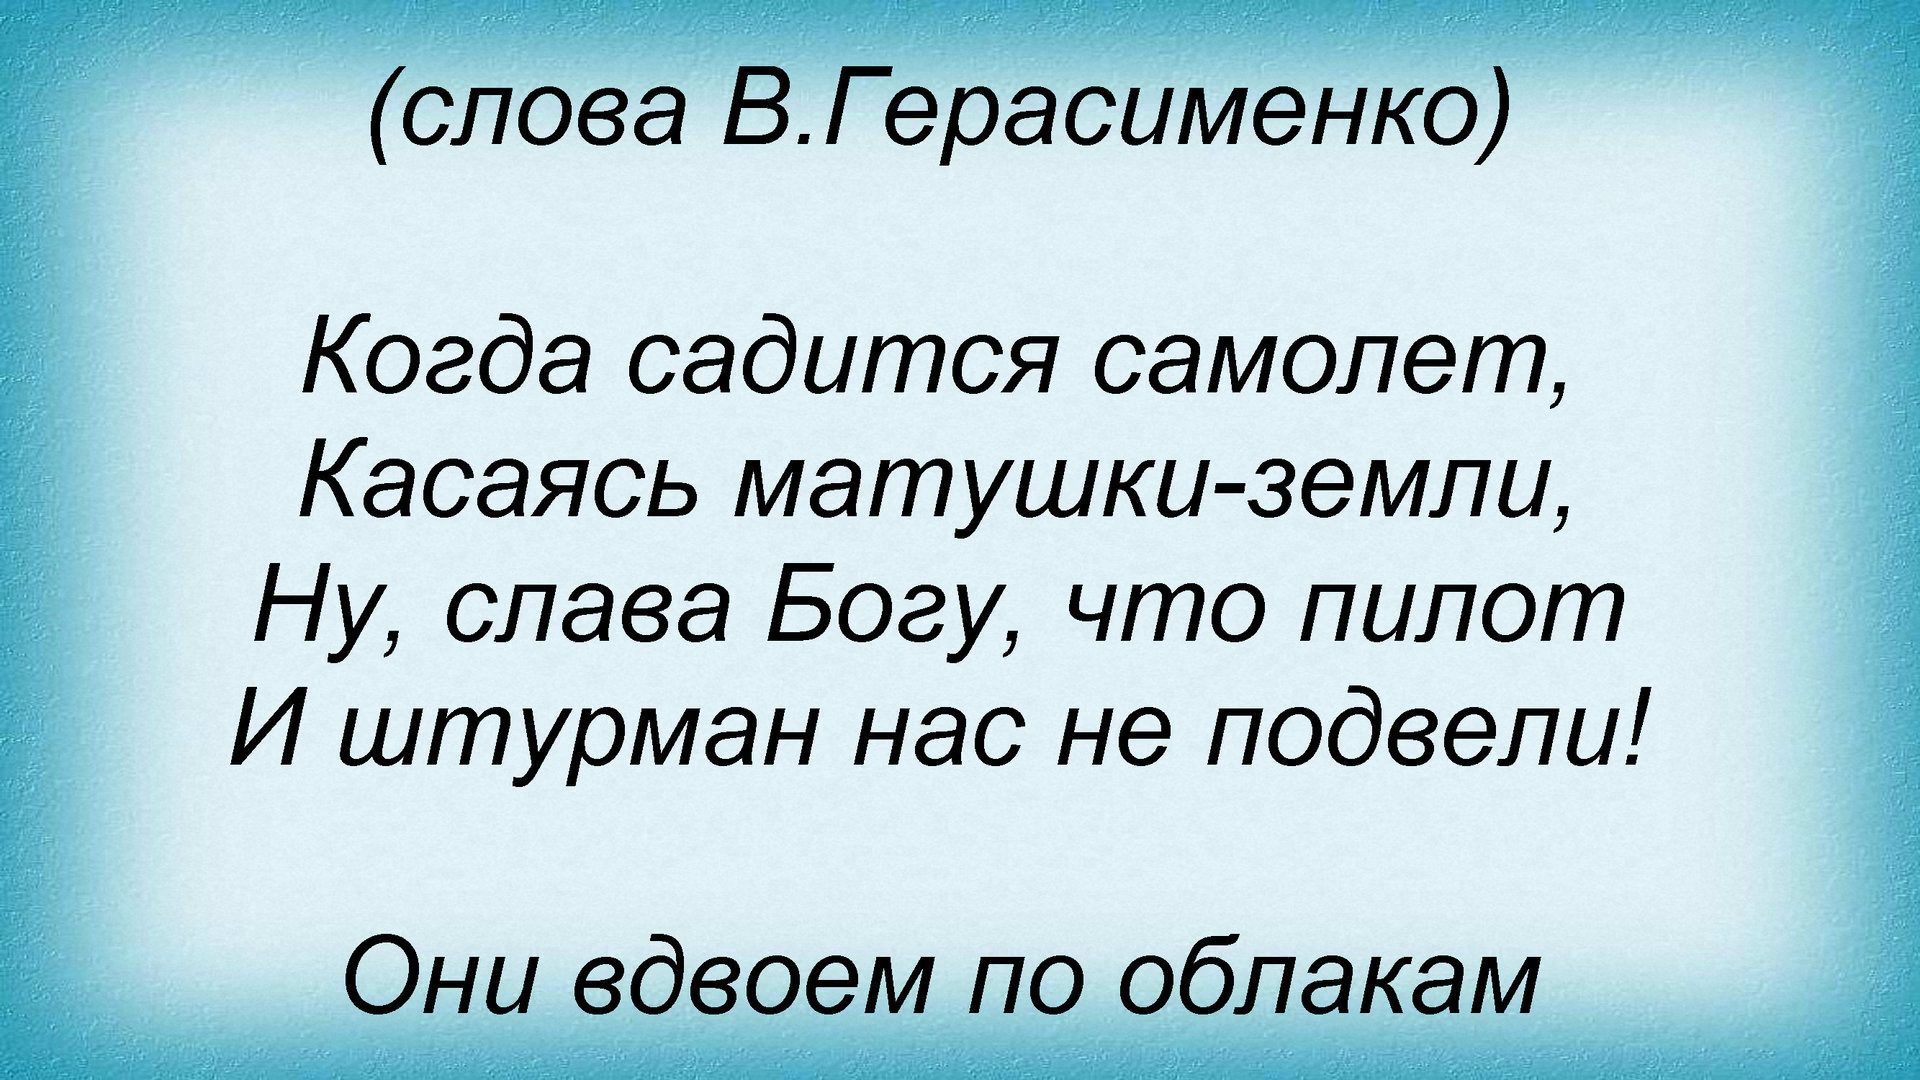 (слова В.Герасименко)
Когда садится самолет,
Касаясь матушки-земли,
Ну, слава Богу, что пилот
И штурман нас не подвели!
Они вдвоем по облакам